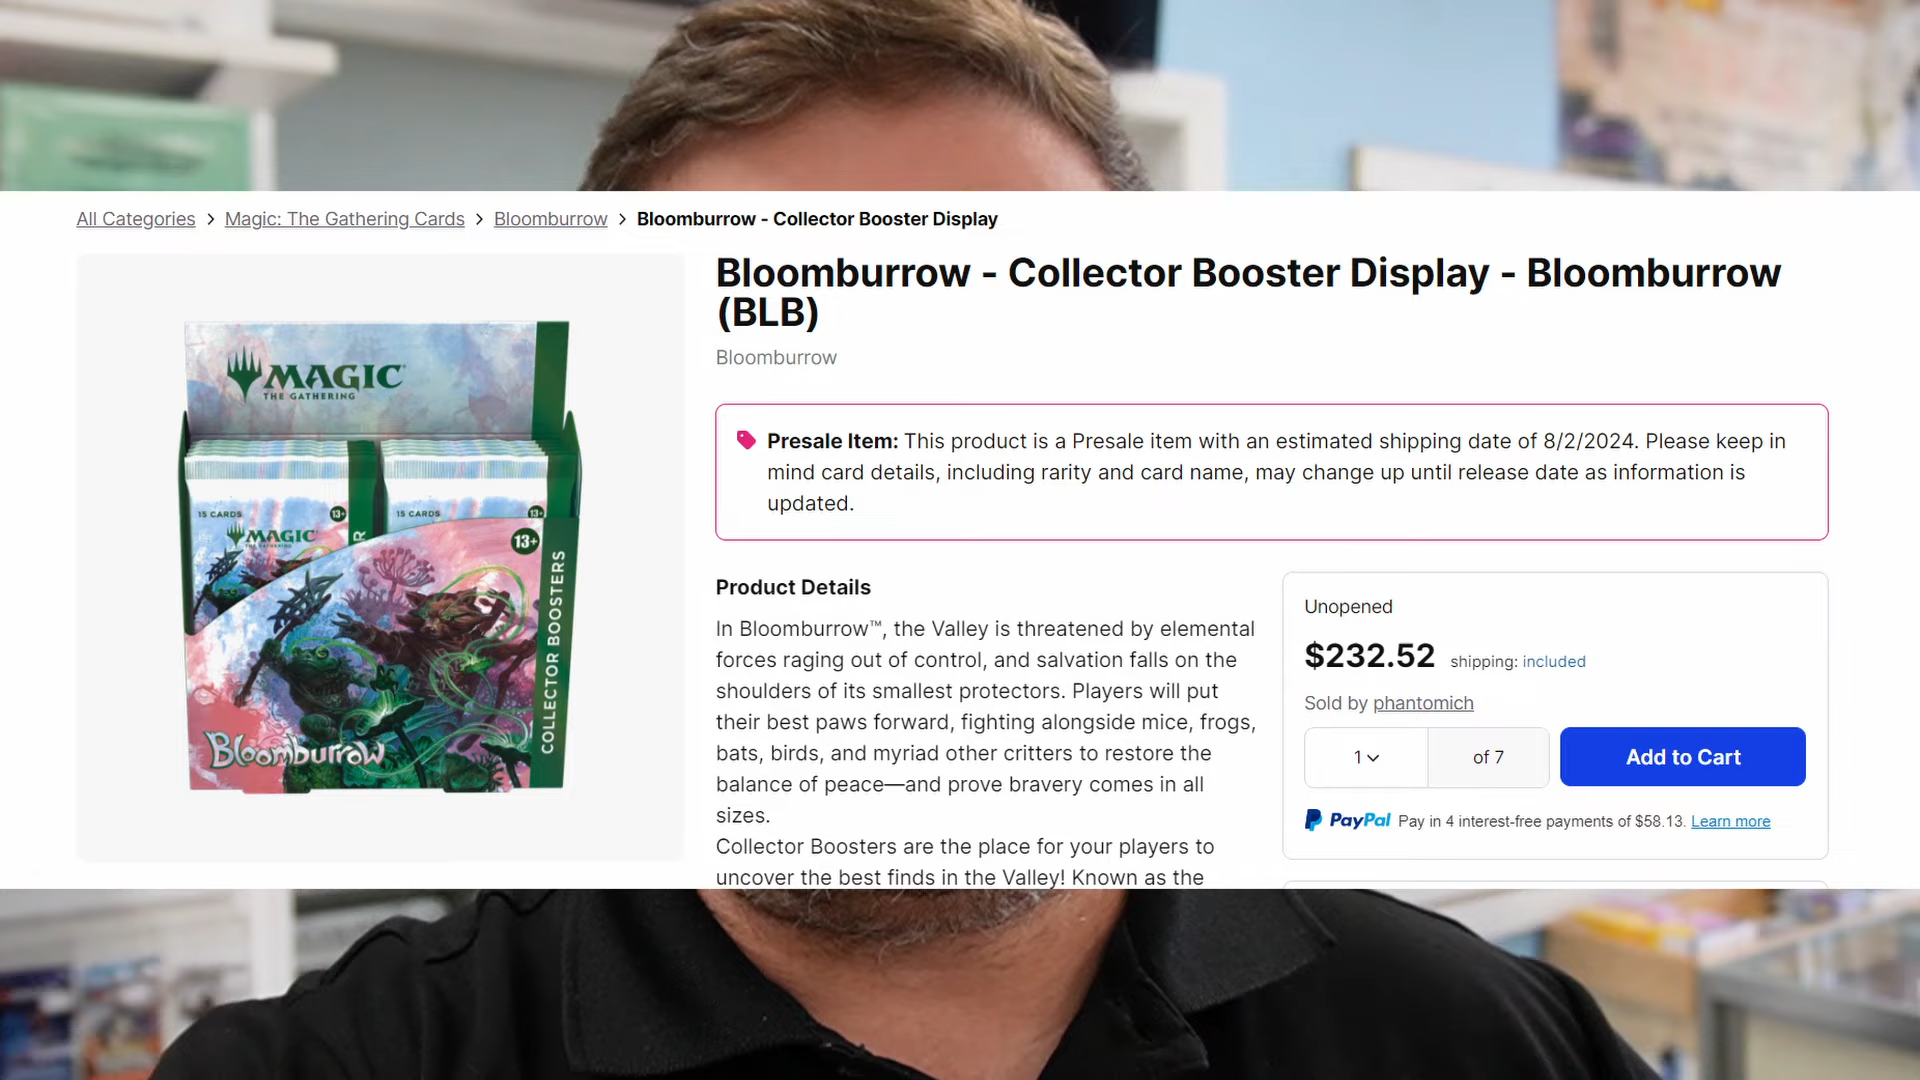 All Categories > Magic: The Gathering Cards > Bloomburrow > Bloomburrow - Collector Booster Display
Bloomburrow - Collector Booster Display - Bloomburrow
(BLB)
Bloomburrow
Presale Item: This product is a Presale item with an estimated shipping date of 8/2/2024. Please keep in
mind card details, including rarity and card name, may change up until release date as information is
updated.
MAGIC
THE GATHERING
15 CARDS
13+
15 CARDS
13+
MAGIC
THE GATHERING
R
13+
COLLECTOR BOOSTERS
Bloomburrow
Product Details
In Bloomburrow™, the Valley is threatened by elemental
forces raging out of control, and salvation falls on the
shoulders of its smallest protectors. Players will put
their best paws forward, fighting alongside mice, frogs,
bats, birds, and myriad other critters to restore the
balance of peace—and prove bravery comes in all
sizes.
Collector Boosters are the place for your players to
uncover the best finds in the Valley! Known as the
Unopened
$232.52 shipping: included
Sold by phantomich
1 of 7 Add to Cart
PayPal Pay in 4 interest-free payments of $58.13. Learn more